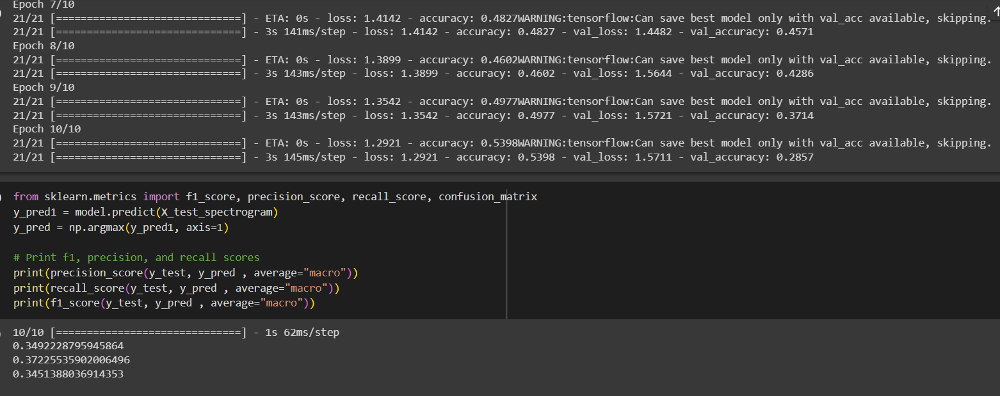 Epoch 7/10
21/21 [==============================] - ETA: 0s - loss: 1.4142 - accuracy: 0.4827WARNING:tensorflow:Can save best model only with val_acc available, skipping.
21/21 [==============================] - 3s 141ms/step - loss: 1.4142 - accuracy: 0.4827 - val_loss: 1.4482 - val_accuracy: 0.4571
Epoch 8/10
21/21 [==============================] - ETA: 0s - loss: 1.3899 - accuracy: 0.4602WARNING:tensorflow:Can save best model only with val_acc available, skipping.
21/21 [==============================] - 3s 143ms/step - loss: 1.3899 - accuracy: 0.4602 - val_loss: 1.5644 - val_accuracy: 0.4286
Epoch 9/10
21/21 [==============================] - ETA: 0s - loss: 1.3542 - accuracy: 0.4977WARNING:tensorflow:Can save best model only with val_acc available, skipping.
21/21 [==============================] - 3s 143ms/step - loss: 1.3542 - accuracy: 0.4977 - val_loss: 1.5721 - val_accuracy: 0.3714
Epoch 10/10
21/21 [==============================] - ETA: 0s - loss: 1.2921 - accuracy: 0.5398WARNING:tensorflow:Can save best model only with val_acc available, skipping.
21/21 [==============================] - 3s 145ms/step - loss: 1.2921 - accuracy: 0.5398 - val_loss: 1.5711 - val_accuracy: 0.2857
from sklearn.metrics import f1_score, precision_score, recall_score, confusion_matrix
y_pred1 = model.predict(X_test_spectrogram)
y_pred = np.argmax(y_pred1, axis=1)
# Print f1, precision, and recall scores
print(precision_score(y_test, y_pred , average="macro"))
print(recall_score(y_test, y_pred , average="macro"))
print(f1_score(y_test, y_pred , average="macro"))
10/10 [==============================] - 1s 62ms/step
0.3492228795945864
0.37225535902006496
0.3451388036914353